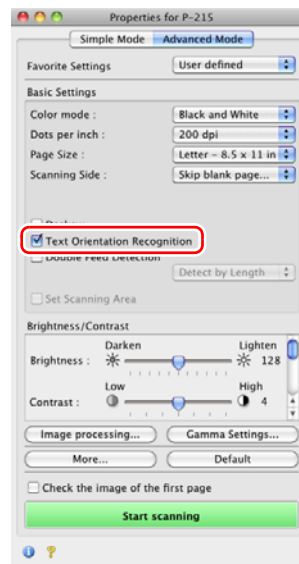 Properties for P-215
Simple Mode Advanced Mode
Favorite Settings User defined
Basic Settings
Color mode : Black and White
Dots per inch : 200 dpi
Page Size : Letter - 8.5 x 11 in
Scanning Side : Skip blank page...
Text Orientation Recognition
Double Feed Detection
Detect by Length
Set Scanning Area
Brightness/Contrast
Darken Lighten
Brightness : 128
Low High
Contrast : 4
Image processing... Gamma Settings...
More... Default
Check the image of the first page
Start scanning